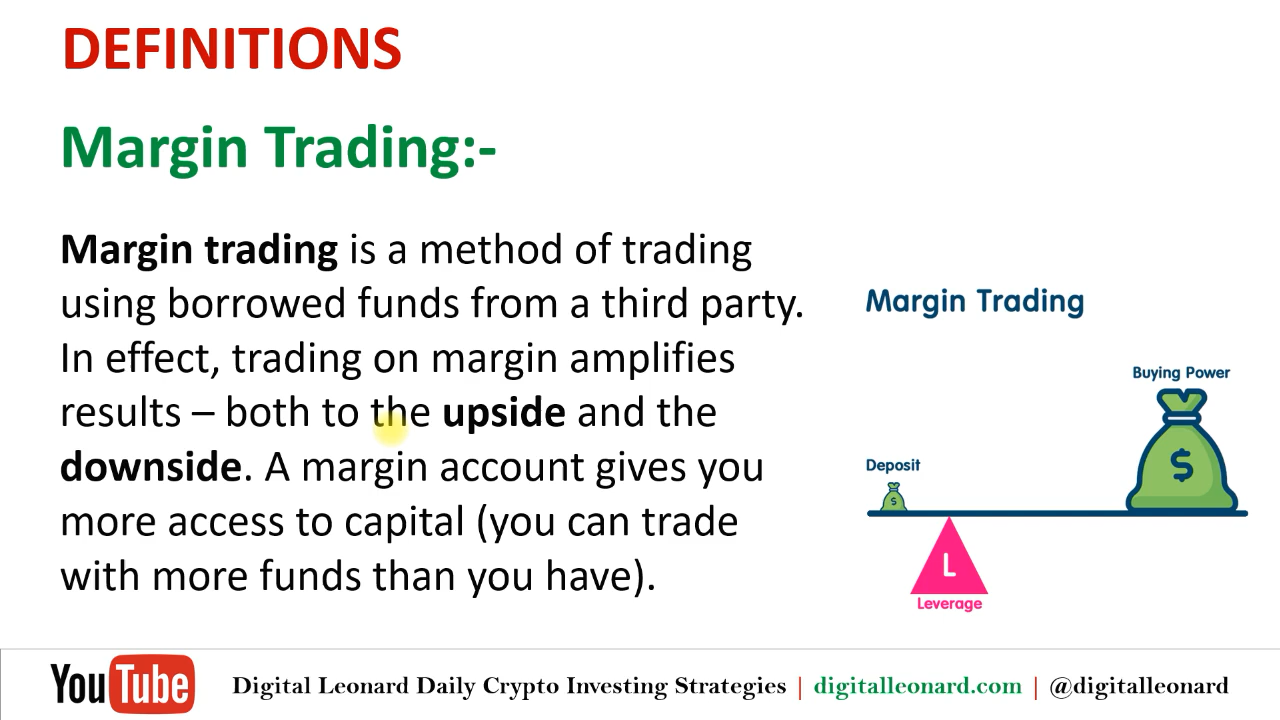 DEFINITIONS
Margin Trading:-
Margin trading is a method of trading
using borrowed funds from a third party.
In effect, trading on margin amplifies
results – both to the upside and the
downside. A margin account gives you
more access to capital (you can trade
with more funds than you have).
Margin Trading
Buying Power
$
Deposit
$
L
Leverage
YouTube
Digital Leonard Daily Crypto Investing Strategies | digitalleonard.com | @digitalleonard